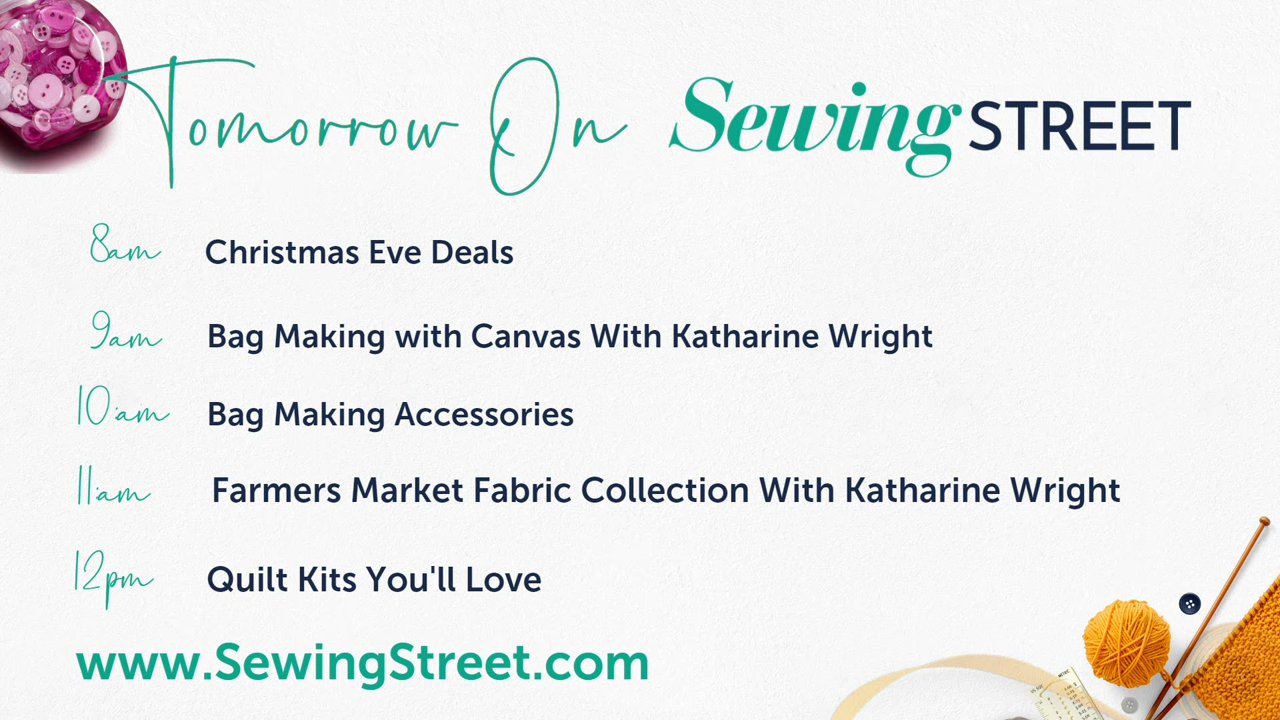 Tomorrow On Sewing STREET
8am Christmas Eve Deals
9am Bag Making with Canvas With Katharine Wright
10am Bag Making Accessories
11am Farmers Market Fabric Collection With Katharine Wright
12pm Quilt Kits You'll Love
www.SewingStreet.com